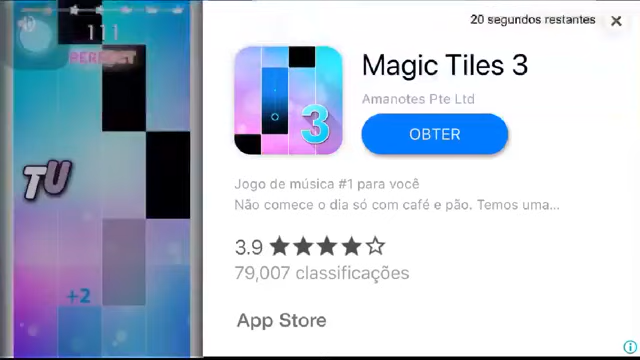 111
PERFECT
TU
+2
20 segundos restantes
3
Magic Tiles 3
Amanotes Pte Ltd
OBTER
Jogo de música #1 para você
Não comece o dia só com café e pão. Temos uma...
3.9
79,007 classificações
App Store